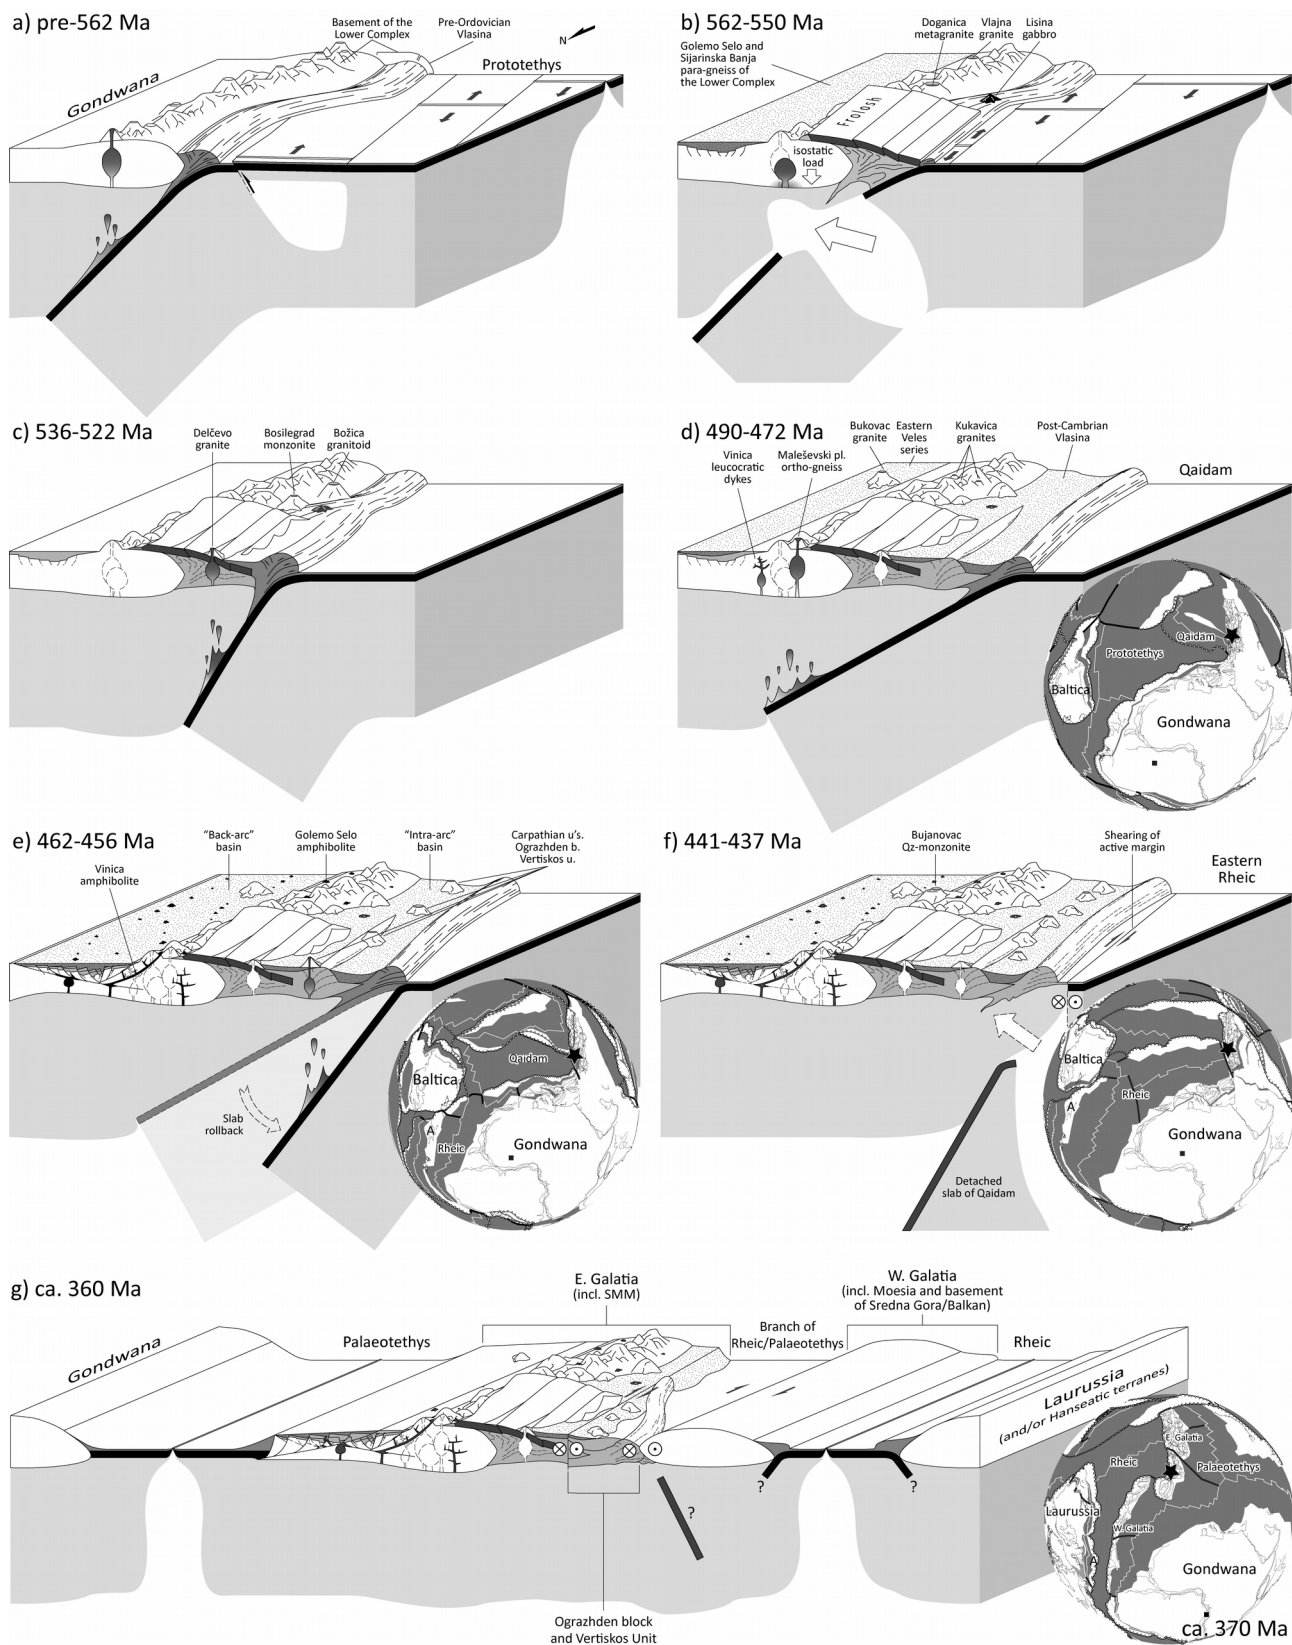 a) pre-562 Ma
Basement of the
Lower Complex
Pre-Ordovician
Vlasina
N
Gondwana
Prototethys
b) 562-550 Ma
Golemo Selo and
Sijarinska Banja
para-gneiss of
the Lower Complex
Doganica
metagranite
Vlajna
granite
Lisina
gabbro
Frolosh
isostatic
load
c) 536-522 Ma
Delčevo
granite
Bosilegrad
monzonite
Božica
granitoid
d) 490-472 Ma
Vinica
leucocratic
dykes
Maleševski pl.
ortho-gneiss
Bukovac
granite
Eastern
Veles
series
Kukavica
granites
Post-Cambrian
Vlasina
Qaidam
Qaidam
Prototethys
Baltica
Gondwana
e) 462-456 Ma
Vinica
amphibolite
"Back-arc"
basin
Golemo Selo
amphibolite
"Intra-arc"
basin
Carpathian u's.
Ograzhden b.
Vertiskos u.
Slab
rollback
Qaidam
Baltica
A
Rheic
Gondwana
f) 441-437 Ma
Bujanovac
Qz-monzonite
Shearing of
active margin
Eastern
Rheic
Detached
slab of Qaidam
Baltica
A
Rheic
Gondwana
g) ca. 360 Ma
Gondwana
Palaeotethys
E. Galatia
(incl. SMM)
Branch of
Rheic/Palaeotethys
W. Galatia
(incl. Moesia and basement
of Sredna Gora/Balkan)
Rheic
Laurussia
(and/or Hanseatic terranes)
?
?
?
Ograzhden block
and Vertiskos Unit
E. Galatia
Rheic
Palaeotethys
Laurussia
W. Galatia
A
Gondwana
ca. 370 Ma